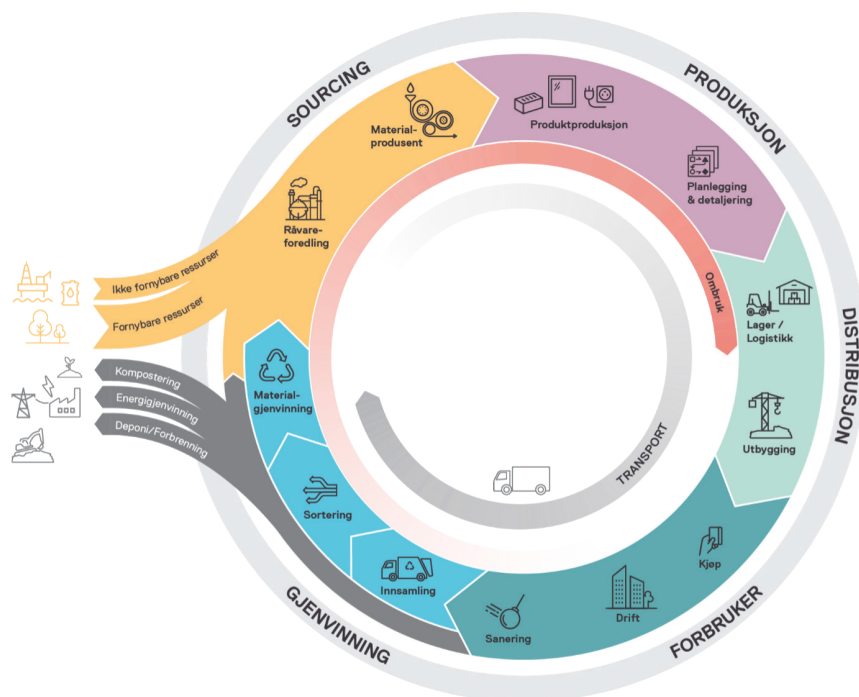 SOURCING
PRODUKSJON
Material-
produsent
Produktproduksjon
Planlegging
& detaljering
Råvare-
foredling
Ikke fornybare ressurser
Fornybare ressurser
Ombruk
Lager /
Logistikk
DISTRIBUSJON
Kompostering
Energigjenvinning
Deponi/Forbrenning
Material-
gjenvinning
Utbygging
TRANSPORT
Sortering
Innsamling
Kjøp
Drift
Sanering
GJENVINNING
FORBRUKER